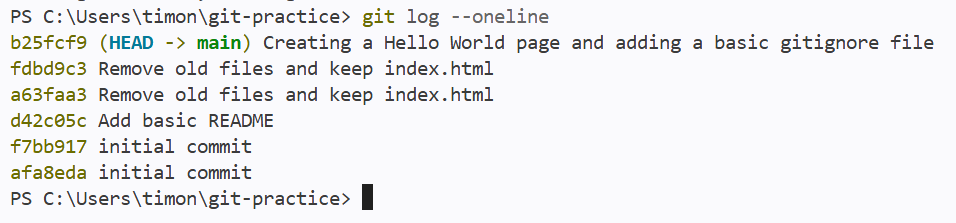 PS C:\Users\timon\git-practice> git log --oneline
b25fcf9 (HEAD -> main) Creating a Hello World page and adding a basic gitignore file
fdbd9c3 Remove old files and keep index.html
a63faa3 Remove old files and keep index.html
d42c05c Add basic README
f7bb917 initial commit
afa8eda initial commit
PS C:\Users\timon\git-practice>